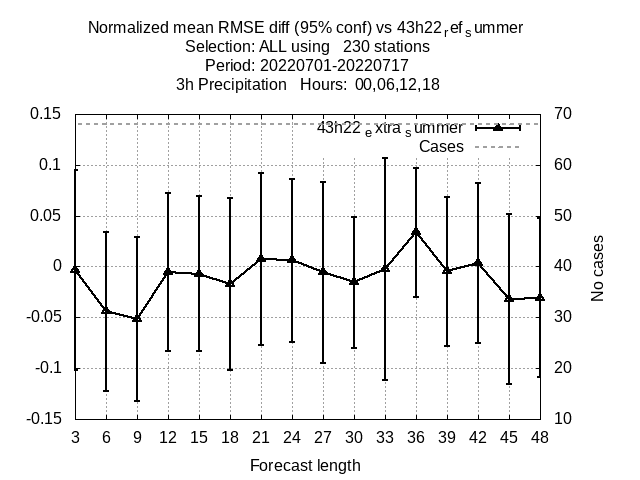 Normalized mean RMSE diff (95% conf) vs 43h22refsummer
Selection: ALL using 230 stations
Period: 20220701-20220717
3h Precipitation Hours: 00,06,12,18
0.15
0.1
0.05
0
-0.05
-0.1
-0.15
43h22extrasummer
Cases
70
60
50
40
30
20
10
No cases
3 6 9 12 15 18 21 24 27 30 33 36 39 42 45 48
Forecast length